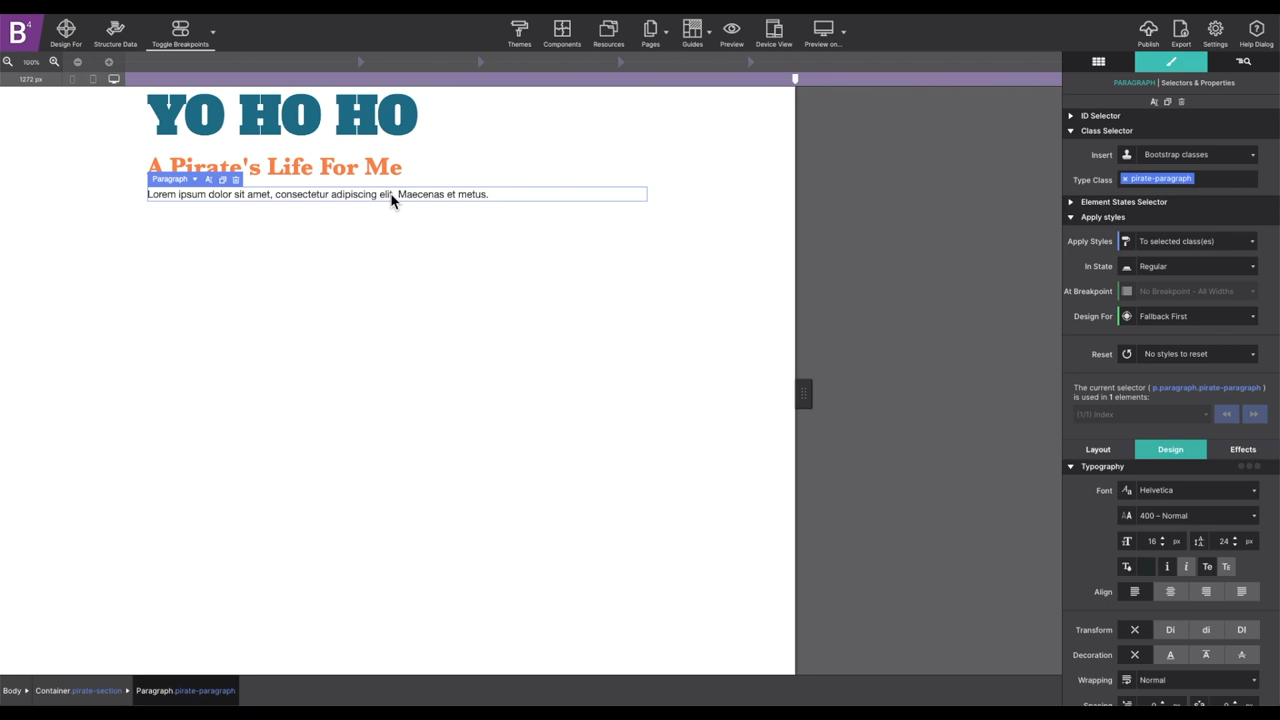 B4
Design For
Structure Data
Toggle Breakpoints
Themes
Components
Resources
Pages
Guides
Preview
Device View
Preview on...
Publish
Export
Settings
Help Dialog
100%
1272 px
YO HO HO
A Pirate's Life For Me
Paragraph
Lorem ipsum dolor sit amet, consectetur adipiscing elit. Maecenas et metus.
PARAGRAPH | Selectors & Properties
ID Selector
Class Selector
Insert Bootstrap classes
Type Class × pirate-paragraph
Element States Selector
Apply styles
Apply Styles To selected class(es)
In State Regular
At Breakpoint No Breakpoint - All Widths
Design For Fallback First
Reset No styles to reset
The current selector ( p.paragraph.pirate-paragraph )
is used in 1 elements:
(1/1) Index
Layout Design Effects
Typography
Font Helvetica
400 – Normal
16 px 24 px
Align
Transform Di di DI
Decoration
Wrapping Normal
Body Container.pirate-section Paragraph.pirate-paragraph